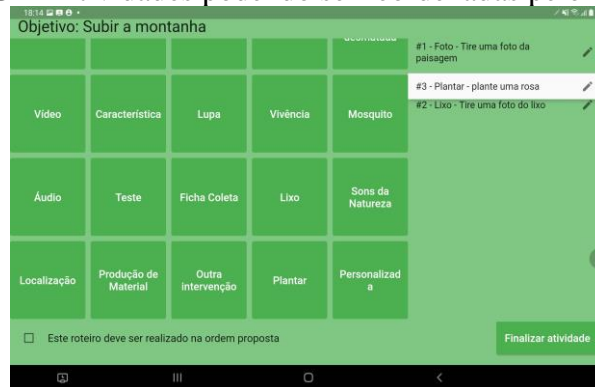 18:14
Objetivo: Subir a montanha
#1 - Foto - Tire uma foto da
paisagem
#3 - Plantar - plante uma rosa
#2 - Lixo - Tire uma foto do lixo
Vídeo
Característica
Lupa
Vivência
Mosquito
Áudio
Teste
Ficha Coleta
Lixo
Sons da
Natureza
Localização
Produção de
Material
Outra
intervenção
Plantar
Personalizad
a
Este roteiro deve ser realizado na ordem proposta
Finalizar atividade